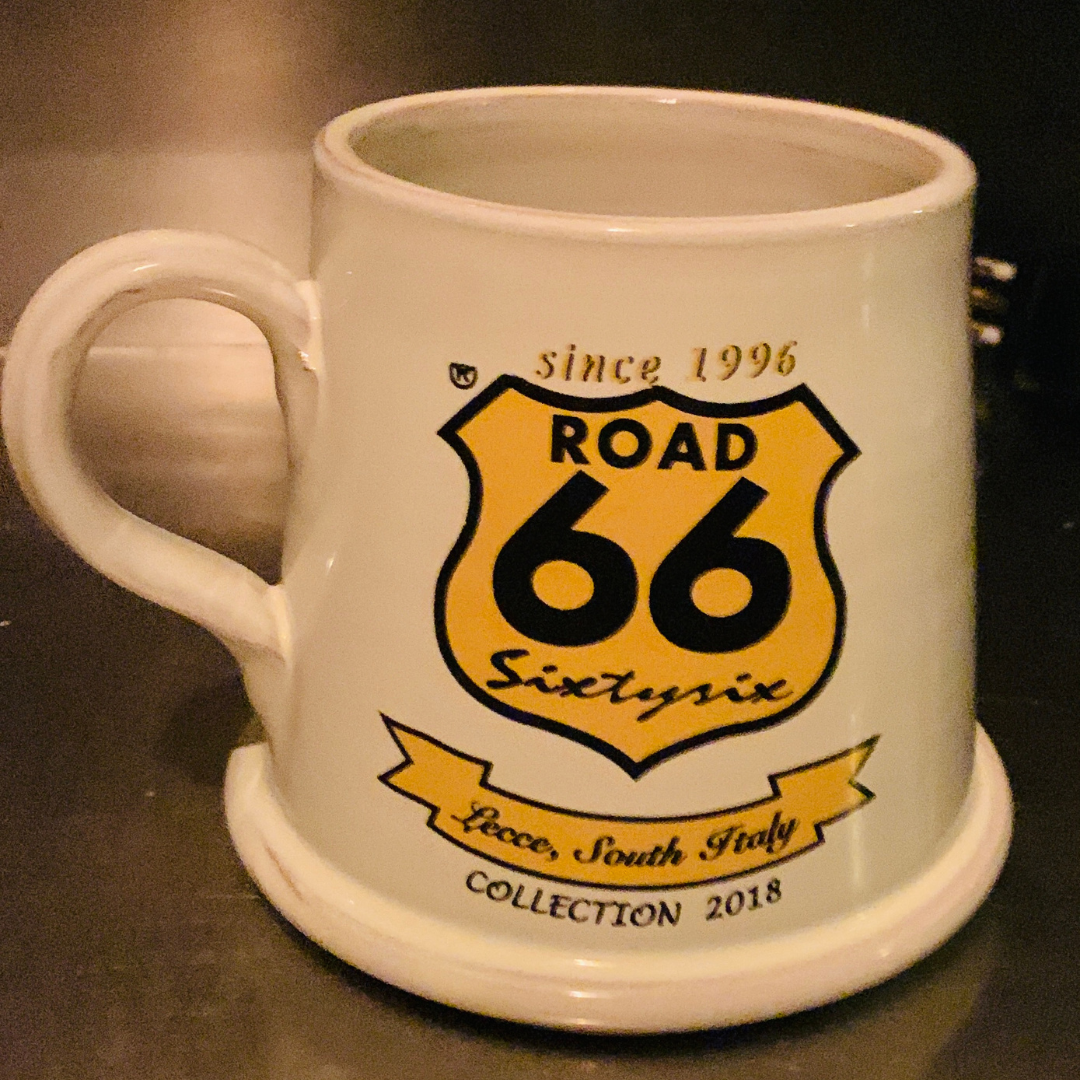 since 1996
®
ROAD
66
Sixtysix
Lecce, South Italy
COLLECTION 2018